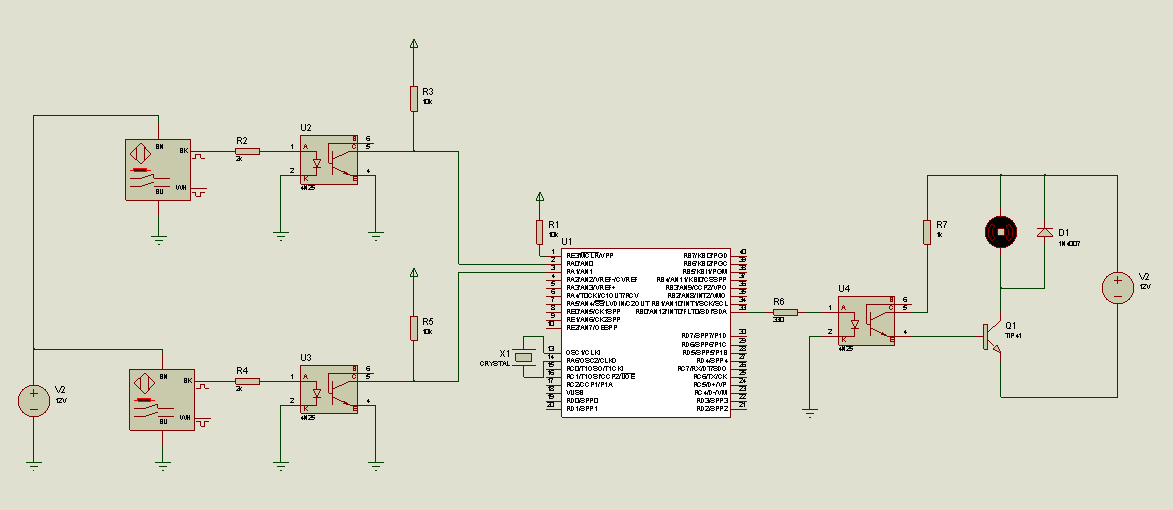 R3
10k
U2
BN
BK
WH
BU
R2
2k
1
2
A
K
B
C
E
6
5
4
4N25
R1
10k
U1
R5
10k
X1
CRYSTAL
1
2
3
4
5
6
7
8
9
10
13
14
15
16
17
18
19
20
RE3/MCLR/VPP
RA0/AN0
RA1/AN1
RA2/AN2/VREF-/CVREF
RA3/AN3/VREF+
RA4/T0CKI/C1OUT/RCV
RA5/AN4/SS/LVDIN/C2OUT
RE0/AN5/CK1SPP
RE1/AN6/CK2SPP
RE2/AN7/OESPP
OSC1/CLKI
RA6/OSC2/CLKO
RC0/T1OSO/T1CKI
RC1/T1OSI/CCP2/UOE
RC2/CCP1/P1A
VUSB
RD0/SPP0
RD1/SPP1
RB7/KBI3/PGD
RB6/KBI2/PGC
RB5/KBI1/PGM
RB4/AN11/KBI0/CSSPP
RB3/AN9/CCP2/VPO
RB2/AN8/INT2/VMO
RB1/AN10/INT1/SCK/SCL
RB0/AN12/INT0/FLT0/SDI/SDA
RD7/SPP7/P1D
RD6/SPP6/P1C
RD5/SPP5/P1B
RD4/SPP4
RC7/RX/DT/SDO
RC6/TX/CK
RC5/D+/VP
RC4/D-/VM
RD3/SPP3
RD2/SPP2
40
39
38
37
36
35
34
33
30
29
28
27
26
25
24
23
22
21
R6
330
U4
1
2
A
K
B
C
E
6
5
4
4N25
R7
1k
D1
1N4007
Q1
TIP41
V2
12V
V2
12V
BN
BK
WH
BU
R4
2k
U3
1
2
A
K
B
C
E
6
5
4
4N25